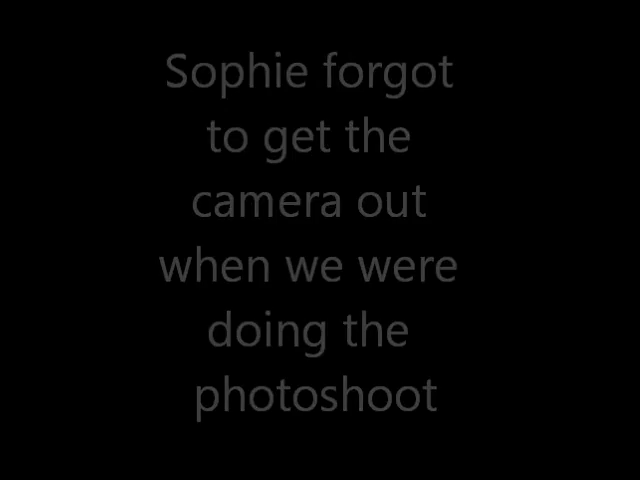 Sophie forgot
to get the
camera out
when we were
doing the
photoshoot